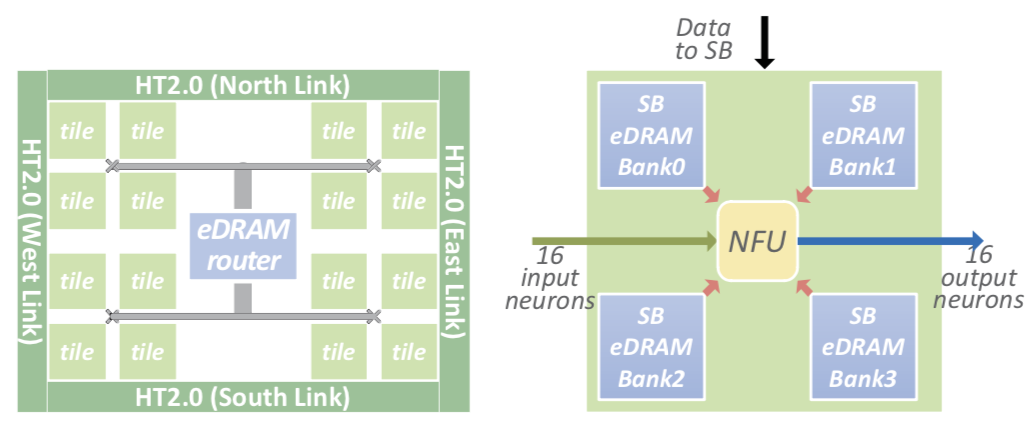 HT2.0 (North Link)
HT2.0 (West Link)
tile tile tile tile
tile tile tile tile
eDRAM
router
tile tile tile tile
tile tile tile tile
HT2.0 (East Link)
HT2.0 (South Link)
Data
to SB
SB
eDRAM
Bank0
SB
eDRAM
Bank1
NFU
16
input
neurons
16
output
neurons
SB
eDRAM
Bank2
SB
eDRAM
Bank3